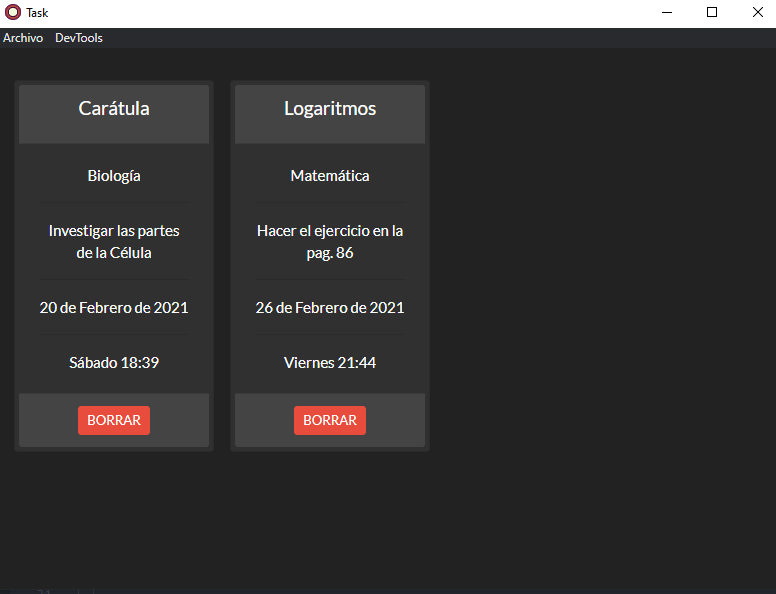 Task
Archivo DevTools
Carátula
Biología
Investigar las partes
de la Célula
20 de Febrero de 2021
Sábado 18:39
BORRAR
Logaritmos
Matemática
Hacer el ejercicio en la
pag. 86
26 de Febrero de 2021
Viernes 21:44
BORRAR